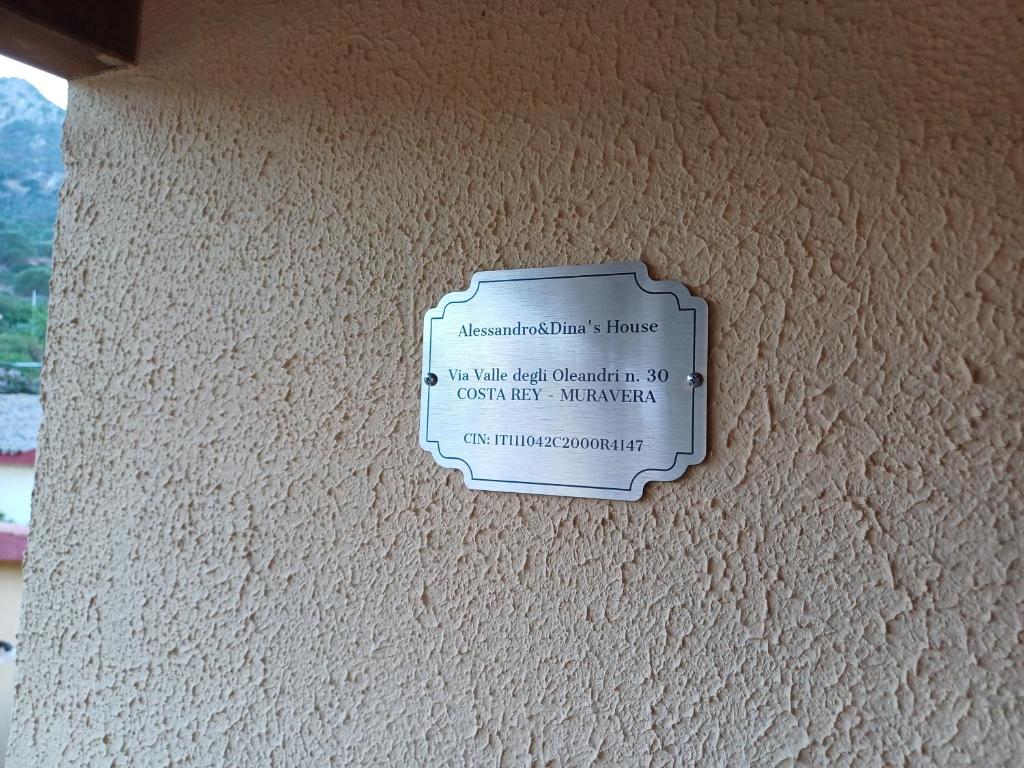 Alessandro&Dina's House
Via Valle degli Oleandri n. 30
COSTA REY - MURAVERA
CIN: IT111042C2000R4147